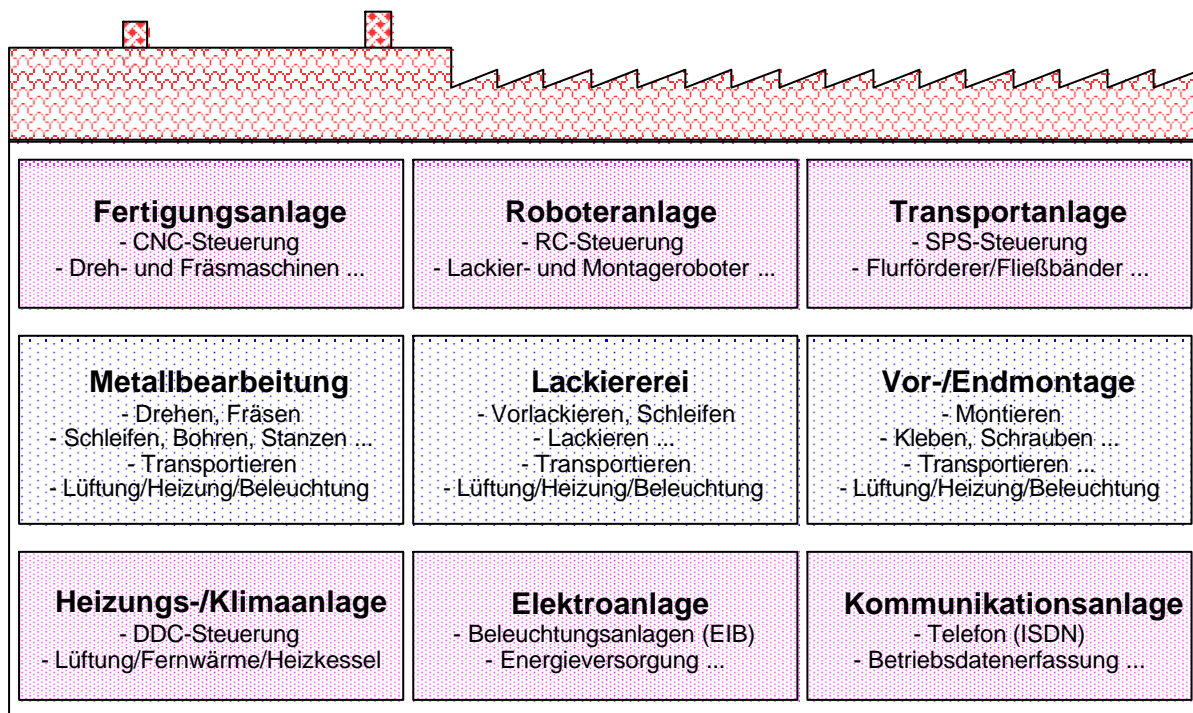 Fertigungsanlage
- CNC-Steuerung
- Dreh- und Fräsmaschinen ...
Roboteranlage
- RC-Steuerung
- Lackier- und Montageroboter ...
Transportanlage
- SPS-Steuerung
- Flurförderer/Fließbänder ...
Metallbearbeitung
- Drehen, Fräsen
- Schleifen, Bohren, Stanzen ...
- Transportieren
- Lüftung/Heizung/Beleuchtung
Lackiererei
- Vorlackieren, Schleifen
- Lackieren ...
- Transportieren
- Lüftung/Heizung/Beleuchtung
Vor-/Endmontage
- Montieren
- Kleben, Schrauben ...
- Transportieren ...
- Lüftung/Heizung/Beleuchtung
Heizungs-/Klimaanlage
- DDC-Steuerung
- Lüftung/Fernwärme/Heizkessel
Elektroanlage
- Beleuchtungsanlagen (EIB)
- Energieversorgung ...
Kommunikationsanlage
- Telefon (ISDN)
- Betriebsdatenerfassung ...